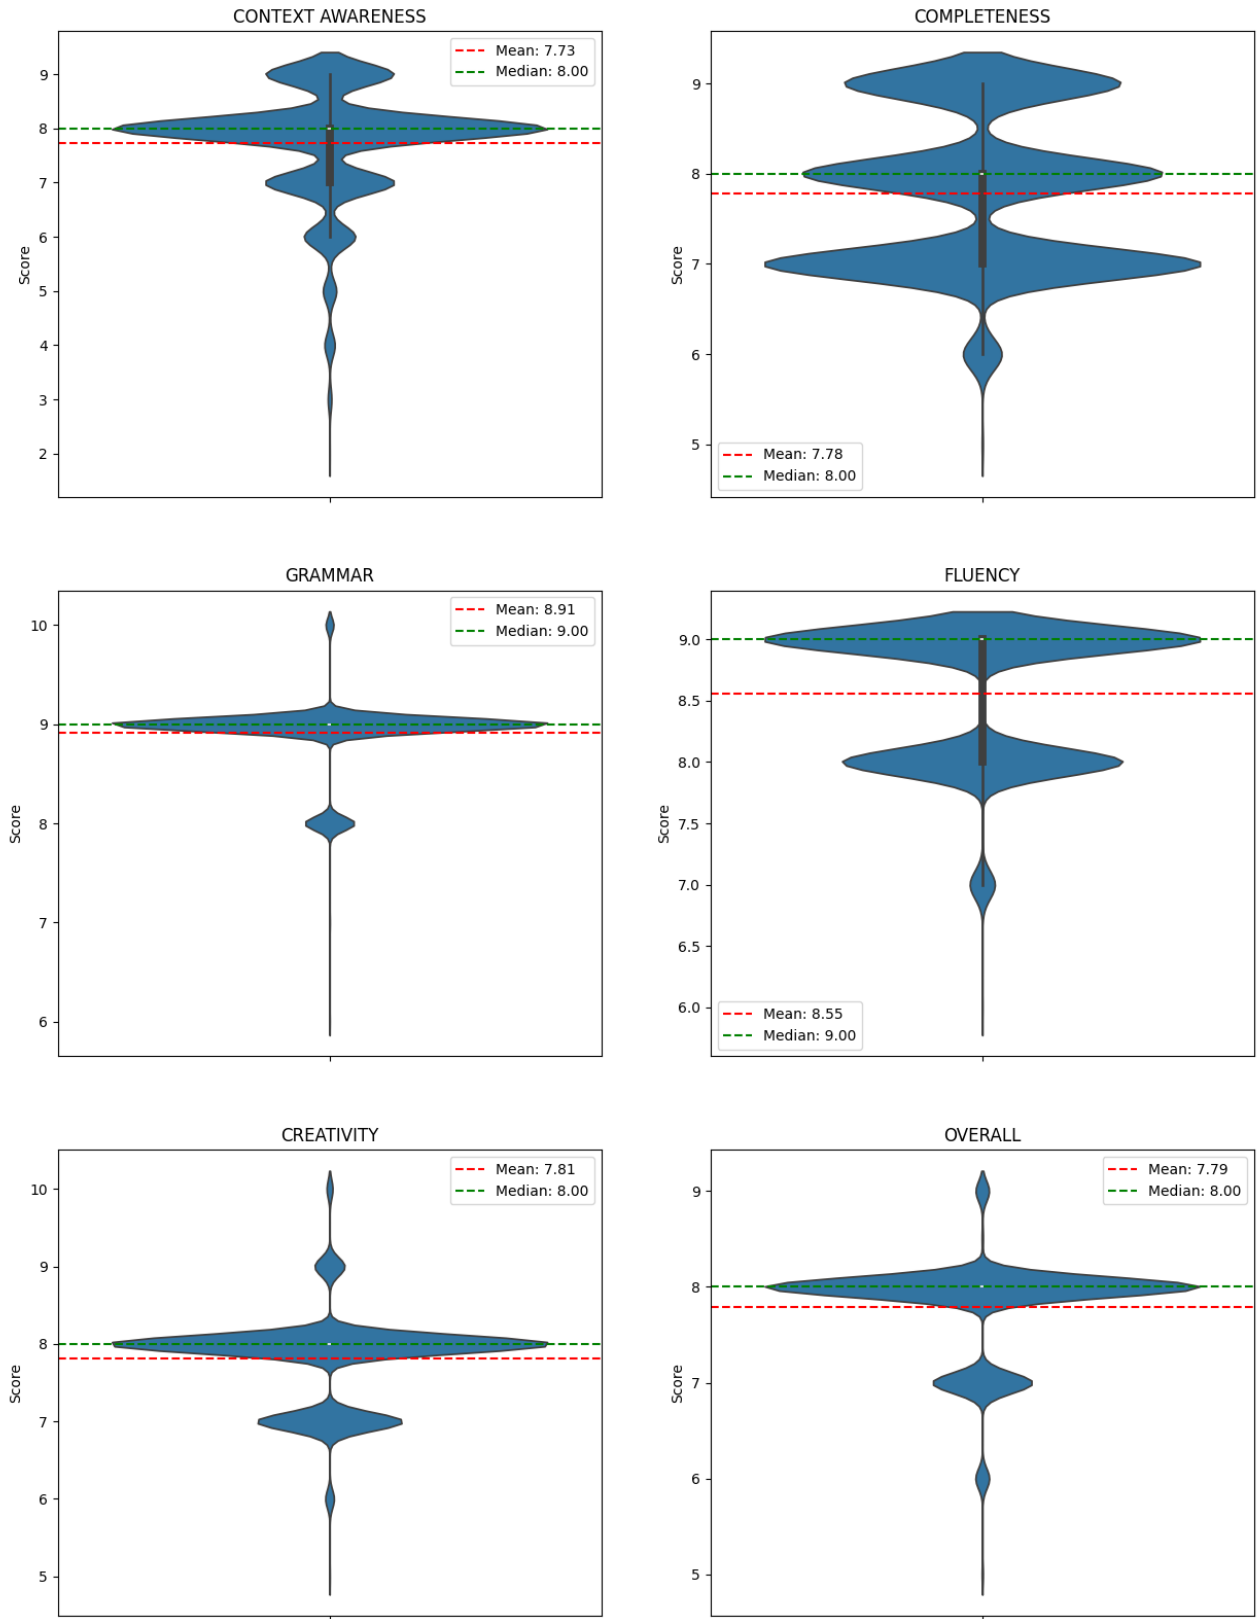 CONTEXT AWARENESS
Mean: 7.73
Median: 8.00
9
8
7
6
5
4
3
2
Score
COMPLETENESS
9
8
7
6
5
Score
Mean: 7.78
Median: 8.00
GRAMMAR
Mean: 8.91
Median: 9.00
10
9
8
7
6
Score
FLUENCY
9.0
8.5
8.0
7.5
7.0
6.5
6.0
Score
Mean: 8.55
Median: 9.00
CREATIVITY
Mean: 7.81
Median: 8.00
10
9
8
7
6
5
Score
OVERALL
Mean: 7.79
Median: 8.00
9
8
7
6
5
Score